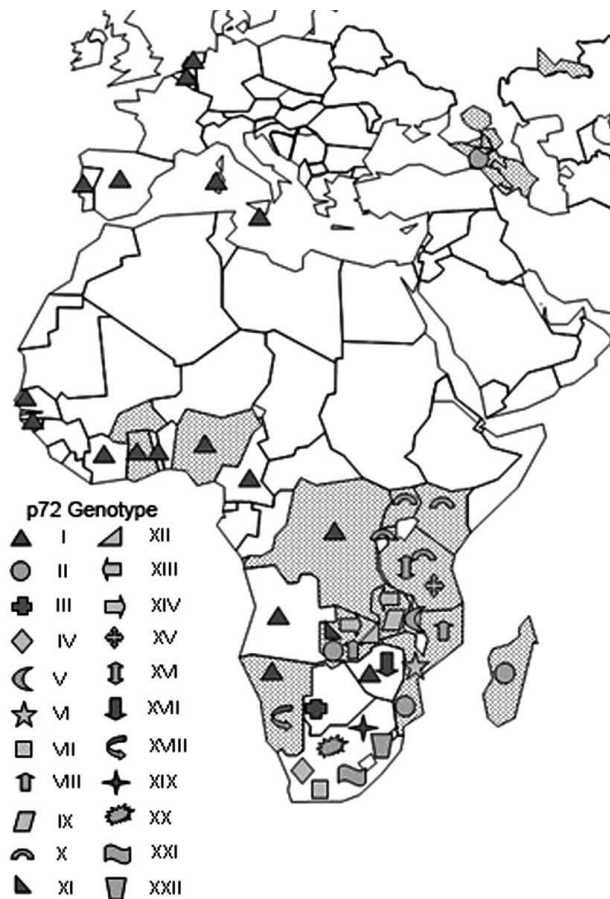 p72 Genotype
I XII
II XIII
III XIV
IV XV
V XVI
VI XVII
VII XVIII
VIII XIX
IX XX
X XXI
XI XXII